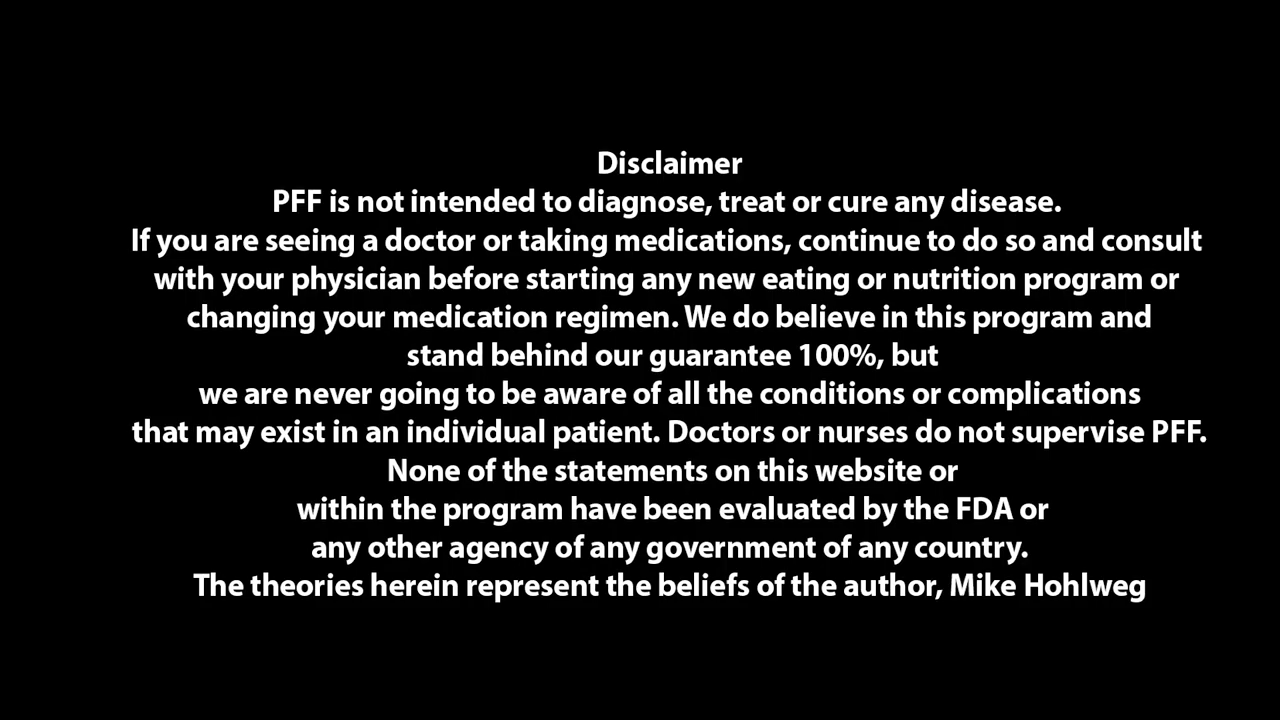 Disclaimer
PFF is not intended to diagnose, treat or cure any disease.
If you are seeing a doctor or taking medications, continue to do so and consult
with your physician before starting any new eating or nutrition program or
changing your medication regimen. We do believe in this program and
stand behind our guarantee 100%, but
we are never going to be aware of all the conditions or complications
that may exist in an individual patient. Doctors or nurses do not supervise PFF.
None of the statements on this website or
within the program have been evaluated by the FDA or
any other agency of any government of any country.
The theories herein represent the beliefs of the author, Mike Hohlweg